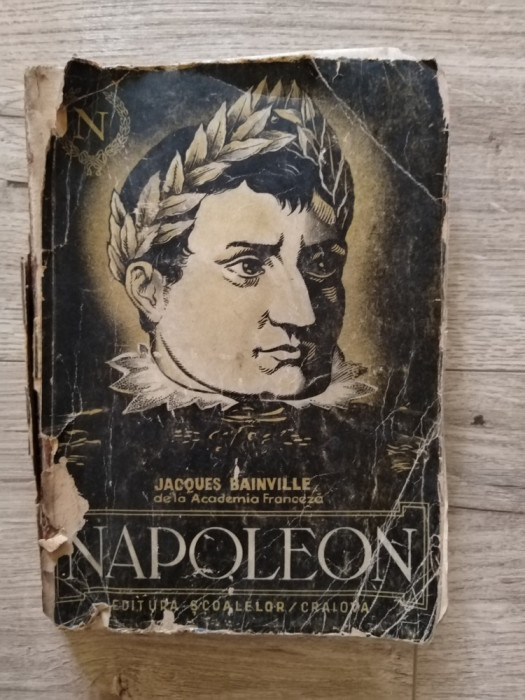 N
JACQUES BAINVILLE
de la Academia Franceză
NAPOLEON
EDITURA SCOALELOR/CRAIOVA